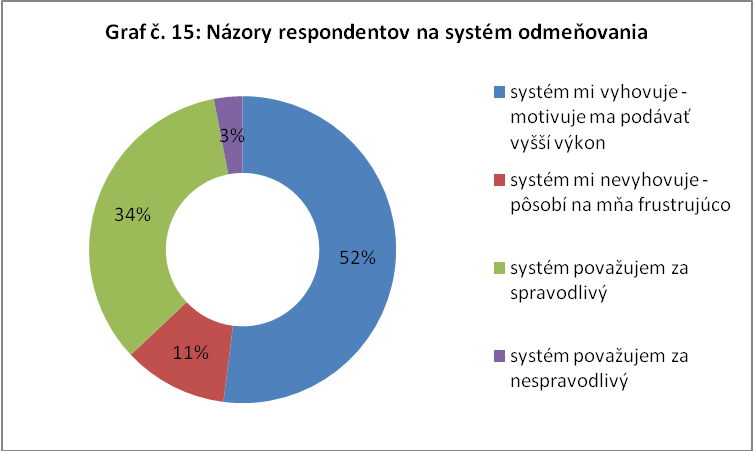 Graf č. 15: Názory respondentov na systém odmeňovania
systém mi vyhovuje -
motivuje ma podávať
vyšší výkon
systém mi nevyhovuje -
pôsobí na mňa frustrujúco
systém považujem za
spravodlivý
systém považujem za
nespravodlivý
3%
34%
52%
11%